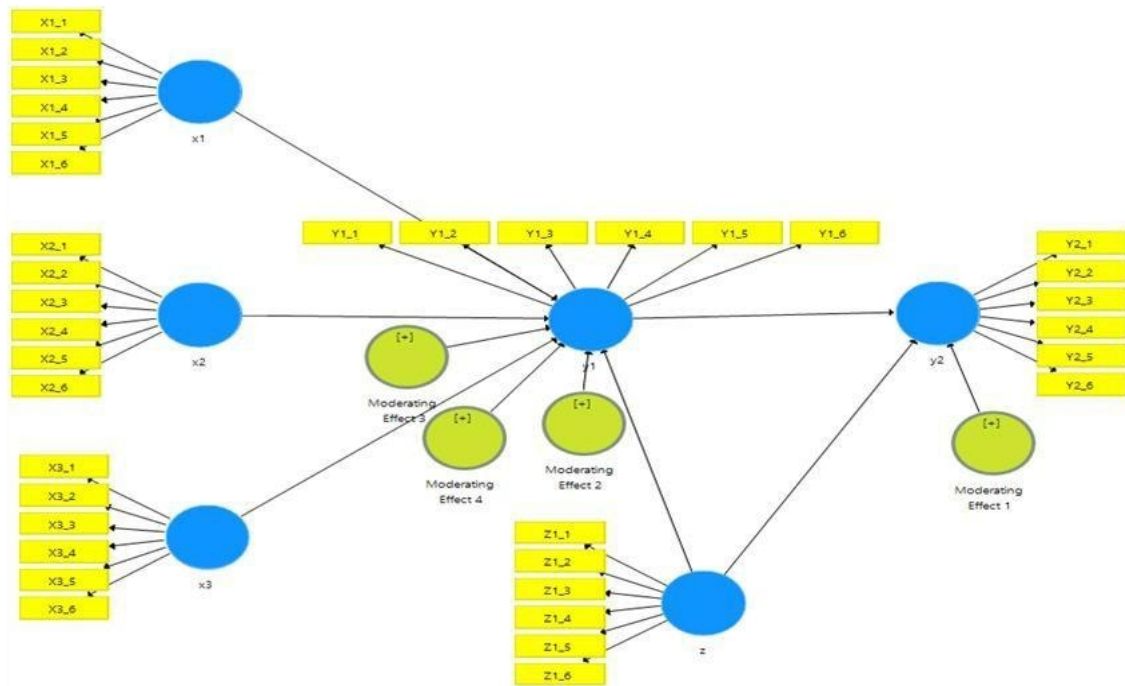 X1_1
X1_2
X1_3
X1_4
X1_5
X1_6
x1
Y1_1
Y1_2
Y1_3
Y1_4
Y1_5
Y1_6
X2_1
X2_2
X2_3
X2_4
X2_5
X2_6
x2
[+]
Moderating
Effect 3
[+]
Moderating
Effect 4
y1
[+]
Moderating
Effect 2
Y2_1
Y2_2
Y2_3
Y2_4
Y2_5
Y2_6
y2
[+]
Moderating
Effect 1
X3_1
X3_2
X3_3
X3_4
X3_5
X3_6
x3
Z1_1
Z1_2
Z1_3
Z1_4
Z1_5
Z1_6
z